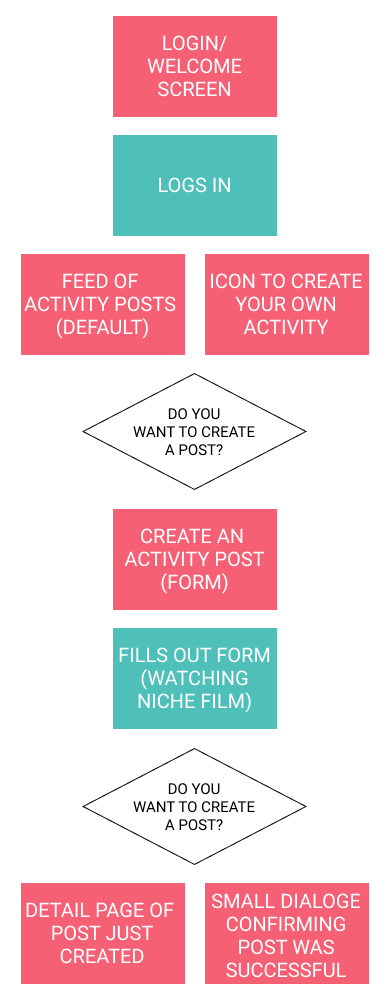 LOGIN/
WELCOME
SCREEN
LOGS IN
FEED OF
ACTIVITY POSTS
(DEFAULT)
ICON TO CREATE
YOUR OWN
ACTIVITY
DO YOU
WANT TO CREATE
A POST?
CREATE AN
ACTIVITY POST
(FORM)
FILLS OUT FORM
(WATCHING
NICHE FILM)
DO YOU
WANT TO CREATE
A POST?
DETAIL PAGE OF
POST JUST
CREATED
SMALL DIALOGE
CONFIRMING
POST WAS
SUCCESSFUL